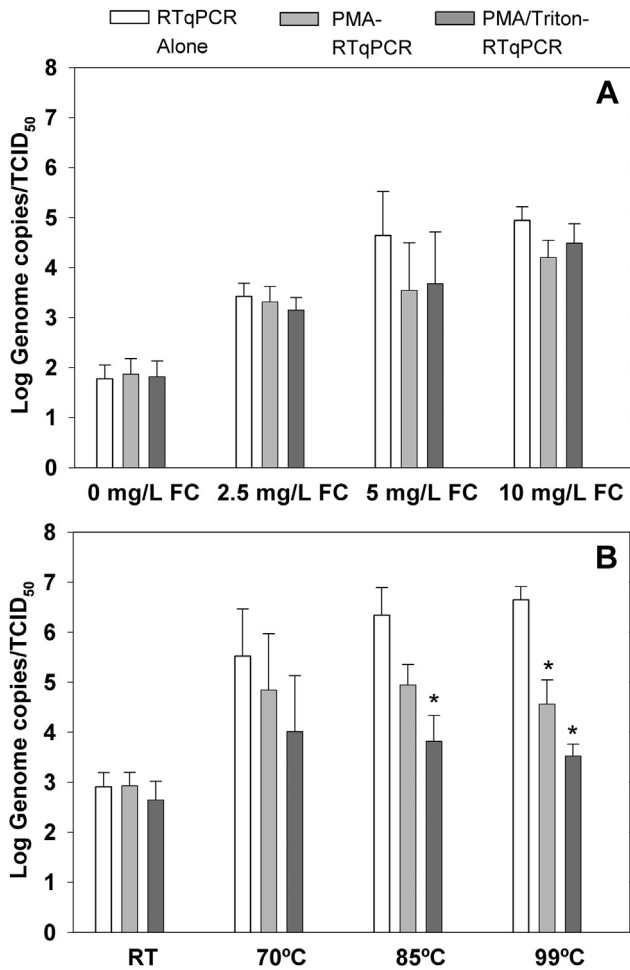 RTqPCR Alone
PMA-RTqPCR
PMA/Triton-RTqPCR
A
Log Genome copies/TCID50
8
7
6
5
4
3
2
1
0
0 mg/L FC 2.5 mg/L FC 5 mg/L FC 10 mg/L FC
B
Log Genome copies/TCID50
8
7
6
5
4
3
2
1
0
*
*
*
RT 70ºC 85ºC 99ºC